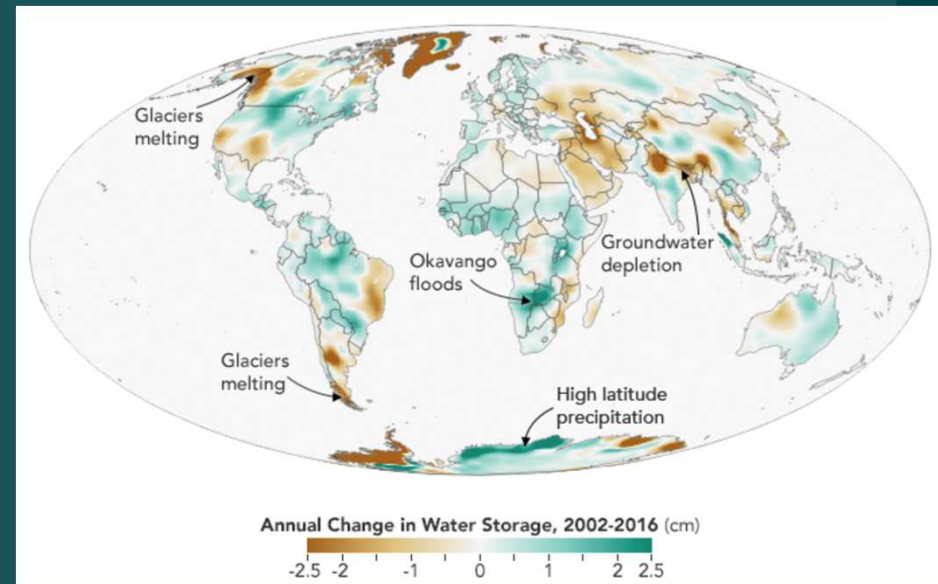 Glaciers
melting
Okavango
floods
Groundwater
depletion
Glaciers
melting
High latitude
precipitation
Annual Change in Water Storage, 2002-2016 (cm)
-2.5 -2 -1 0 1 2 2.5